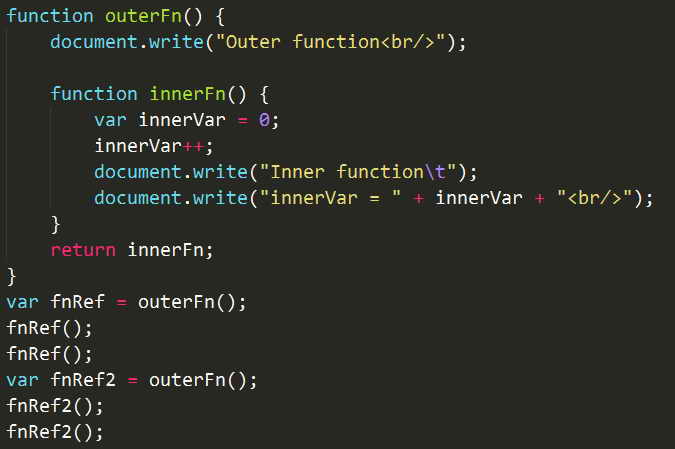 function outerFn() {
    document.write("Outer function<br/>");

    function innerFn() {
        var innerVar = 0;
        innerVar++;
        document.write("Inner function\t");
        document.write("innerVar = " + innerVar + "<br/>");
    }
    return innerFn;
}
var fnRef = outerFn();
fnRef();
fnRef();
var fnRef2 = outerFn();
fnRef2();
fnRef2();